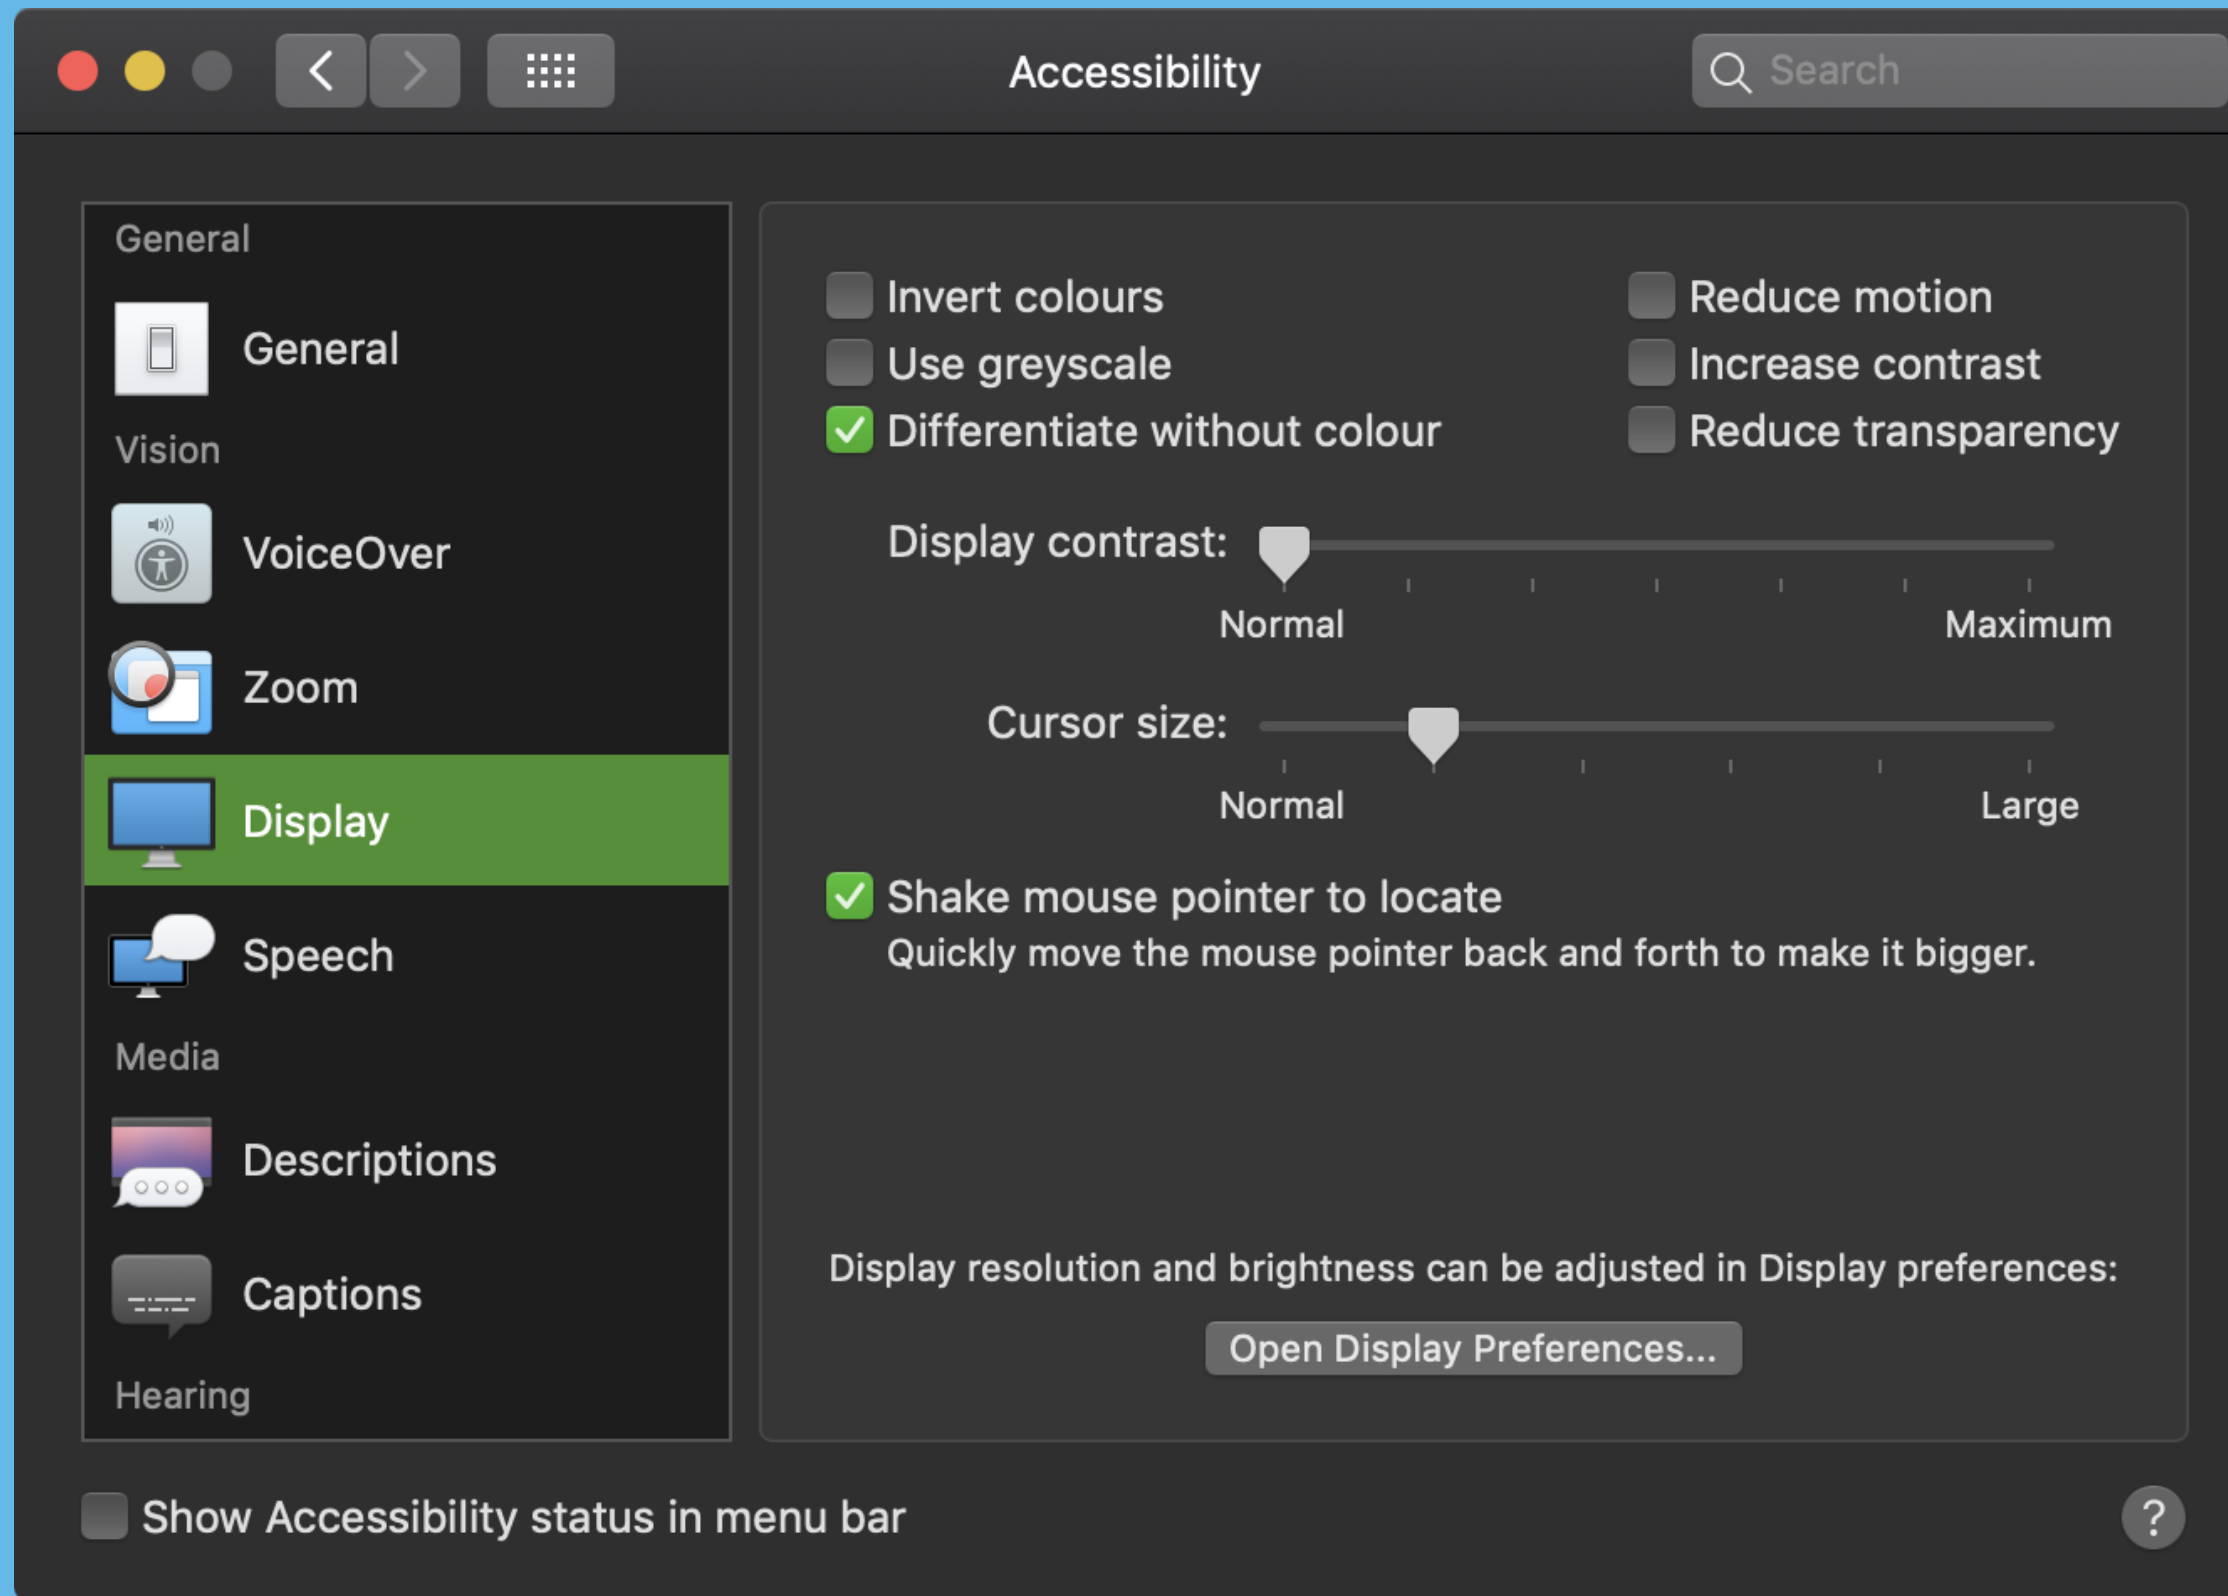 Accessibility
Search
General
General
Vision
VoiceOver
Zoom
Display
Speech
Media
Descriptions
Captions
Hearing
Invert colours
Reduce motion
Use greyscale
Increase contrast
Differentiate without colour
Reduce transparency
Display contrast:
Normal Maximum
Cursor size:
Normal Large
Shake mouse pointer to locate
Quickly move the mouse pointer back and forth to make it bigger.
Display resolution and brightness can be adjusted in Display preferences:
Open Display Preferences...
Show Accessibility status in menu bar
?